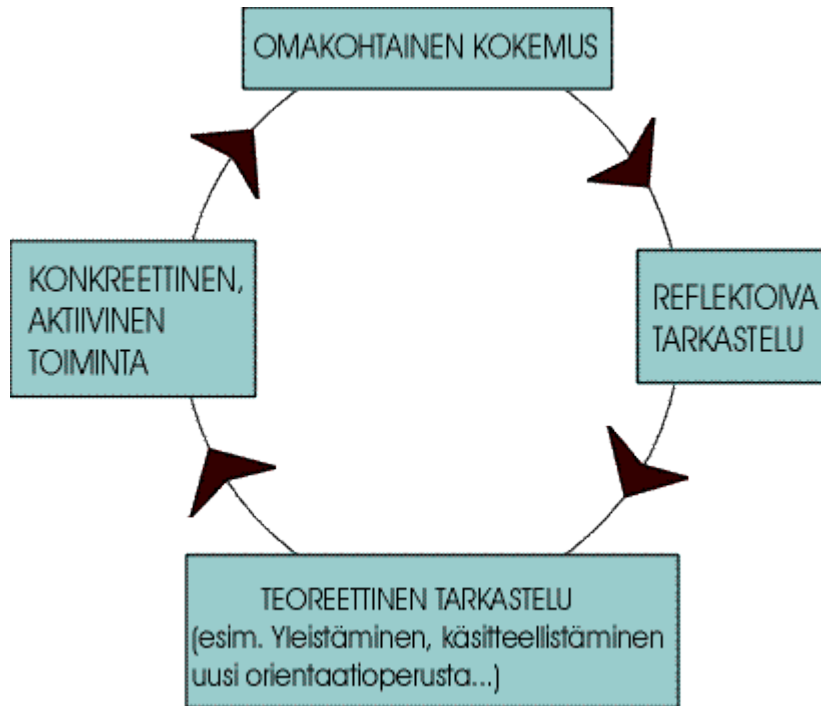 OMAKOHTAINEN KOKEMUS
REFLEKTOIVA
TARKASTELU
TEOREETTINEN TARKASTELU
(esim. Yleistäminen, käsitteellistäminen
uusi orientaatioperusta...)
KONKREETTINEN,
AKTIIVINEN
TOIMINTA